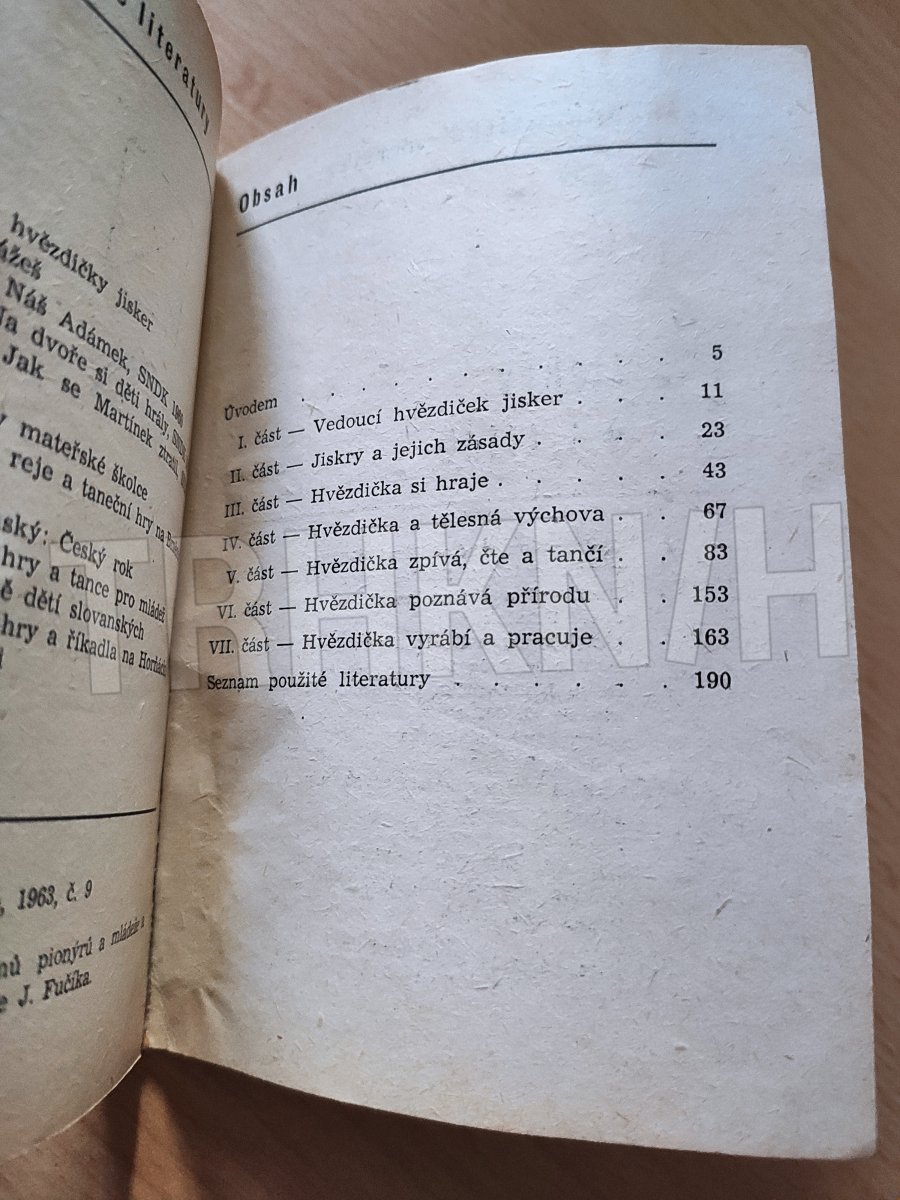 literatury
hvězdičky jisker
Náš Adámek, SNDK 1960
Na dvoře si děti hrály,
Jak se Martínek ztratil,
mateřské školce
reje a taneční hry na
Český rok
hry a tance pro mládež
dětí slovanských
hry a říkadla na Horňácku
1963, č. 9
pionýrů a mládeže a
J. Fučíka.
Obsah
Úvodem . . . . . . . . . 5
I. část — Vedoucí hvězdiček jisker . . . 11
II. část — Jiskry a jejich zásady . . . . 23
III. část — Hvězdička si hraje . . . . . 43
IV. část — Hvězdička a tělesná výchova . . 67
V. část — Hvězdička zpívá, čte a tančí . . 83
VI. část — Hvězdička poznává přírodu . . 153
VII. část — Hvězdička vyrábí a pracuje . . 163
Seznam použité literatury . . . . . . 190
TRHKNIH